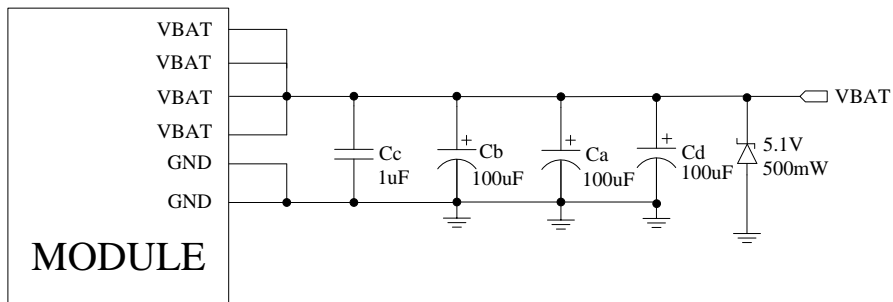 VBAT
VBAT
VBAT
VBAT
GND
GND
MODULE
Cc
1uF
+
Cb
100uF
+
Ca
100uF
+
Cd
100uF
5.1V
500mW
VBAT